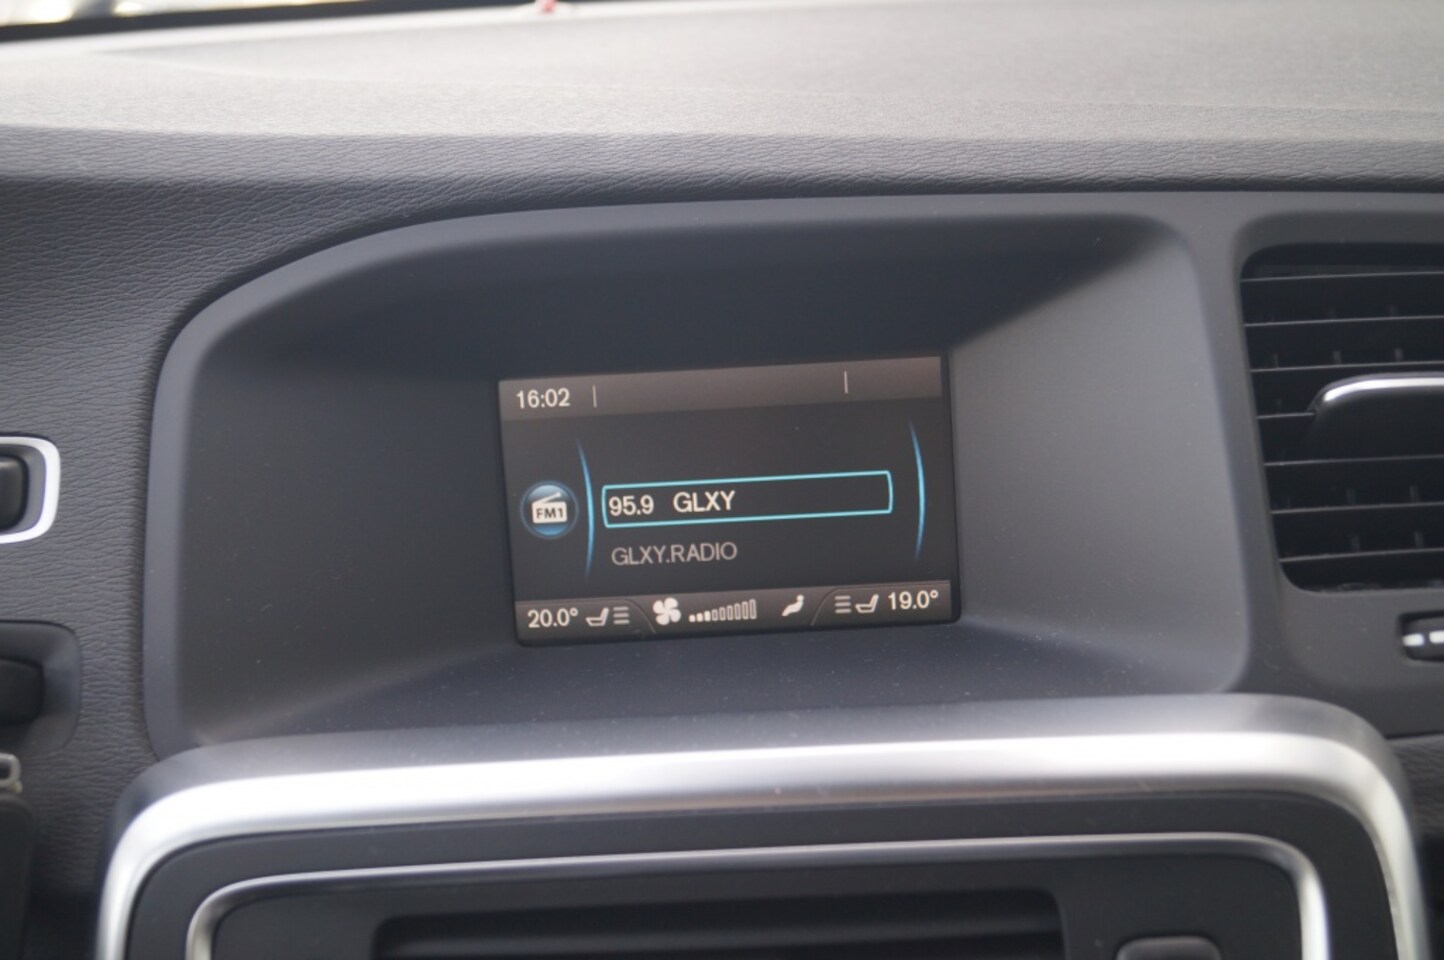 16:02
95.9 GLXY
FM1
GLXY.RADIO
20.0° 19.0°